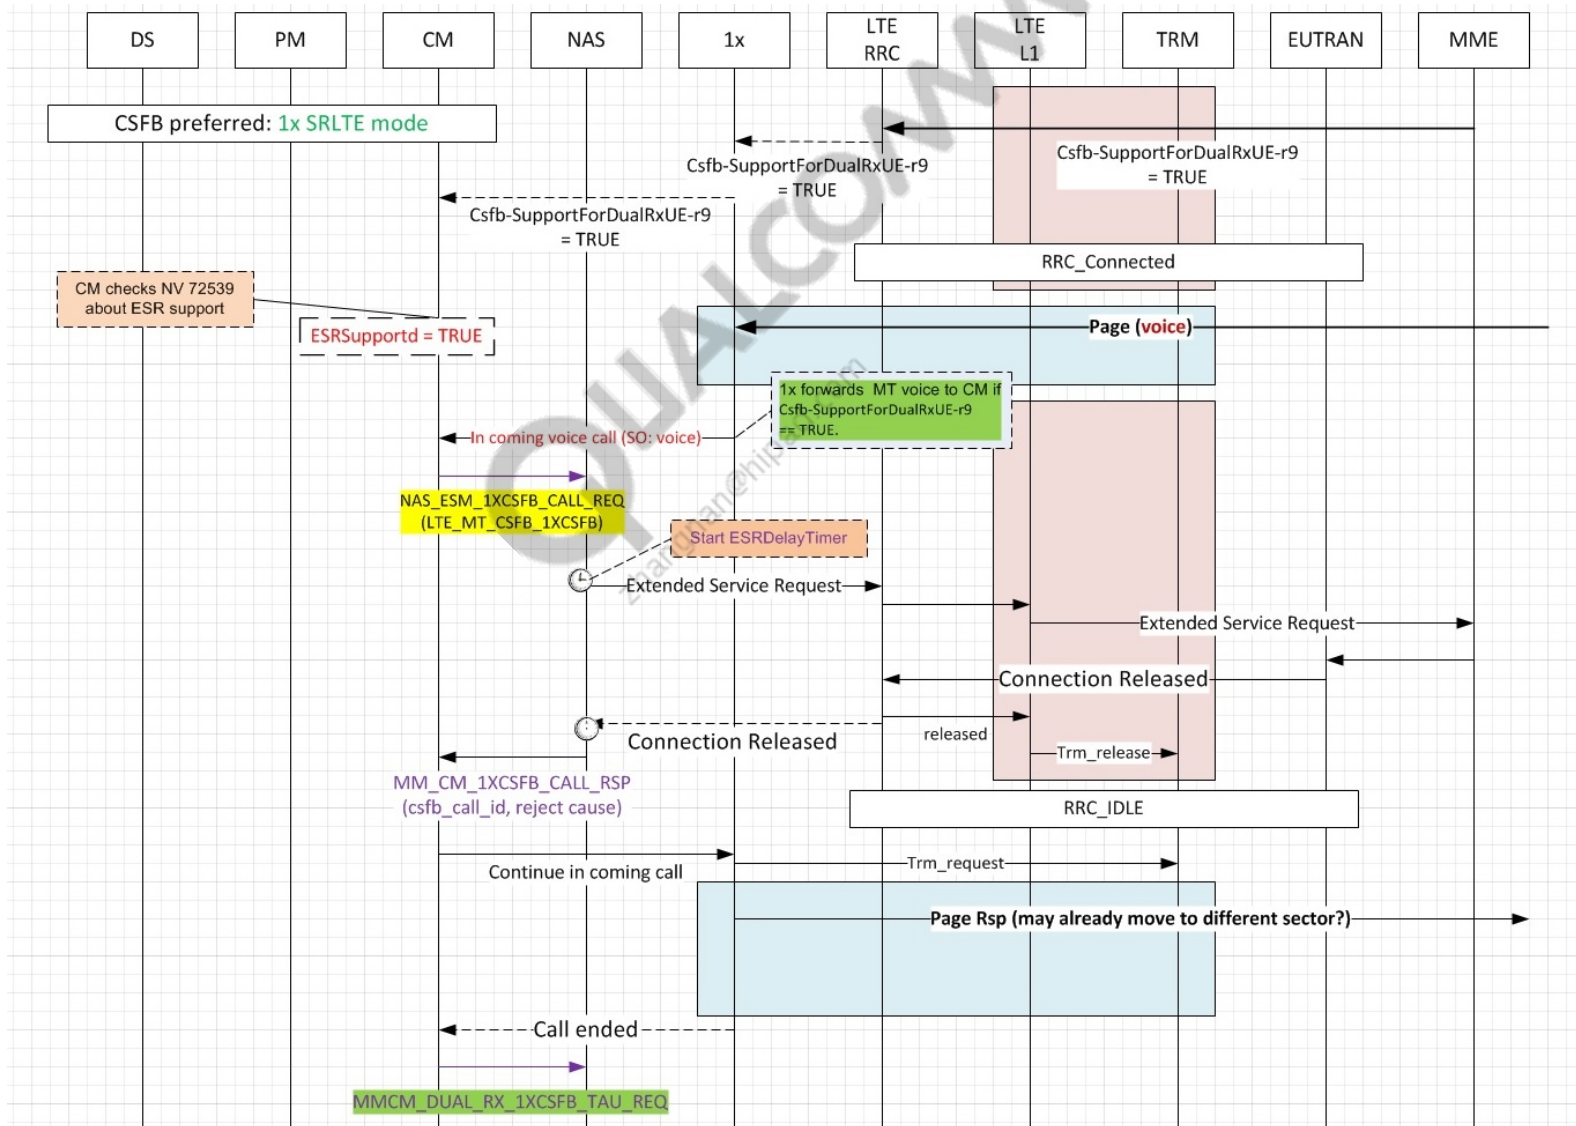 DS
PM
CM
NAS
1x
LTE
RRC
LTE
L1
TRM
EUTRAN
MME
CSFB preferred: 1x SRLTE mode
Csfb-SupportForDualRxUE-r9
= TRUE
Csfb-SupportForDualRxUE-r9
= TRUE
Csfb-SupportForDualRxUE-r9
= TRUE
RRC_Connected
CM checks NV 72539
about ESR support
ESRSupportd = TRUE
Page (voice)
1x forwards MT voice to CM if
Csfb-SupportForDualRxUE-r9
== TRUE.
In coming voice call (SO: voice)
NAS_ESM_1XCSFB_CALL_REQ
(LTE_MT_CSFB_1XCSFB)
Start ESRDelayTimer
Extended Service Request
Extended Service Request
Connection Released
released
Connection Released
Trm_release
MM_CM_1XCSFB_CALL_RSP
(csfb_call_id, reject cause)
RRC_IDLE
Continue in coming call
Trm_request
Page Rsp (may already move to different sector?)
Call ended
MMCM_DUAL_RX_1XCSFB_TAU_REQ
QUALCOMM